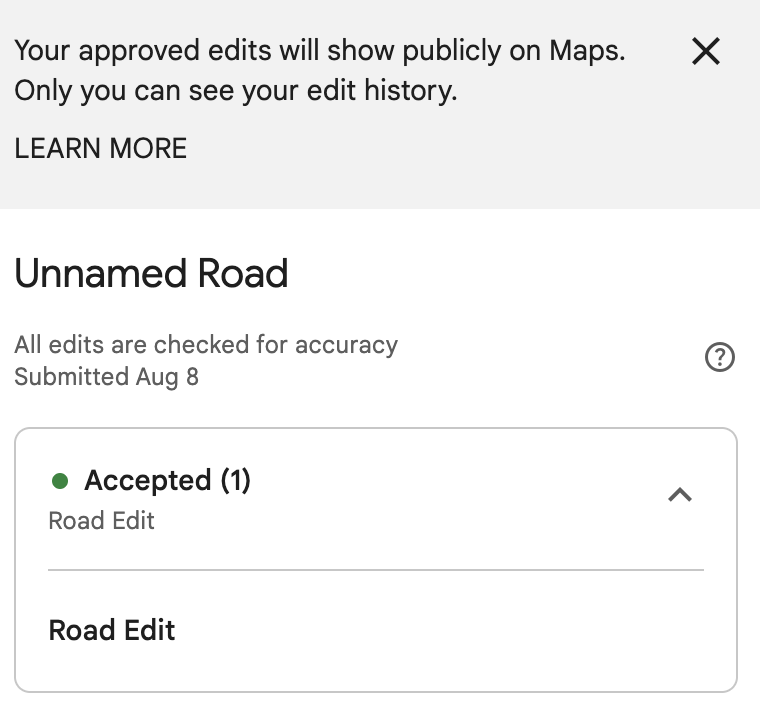 Your approved edits will show publicly on Maps.
Only you can see your edit history.
LEARN MORE
Unnamed Road
All edits are checked for accuracy
Submitted Aug 8
Accepted (1)
Road Edit
Road Edit